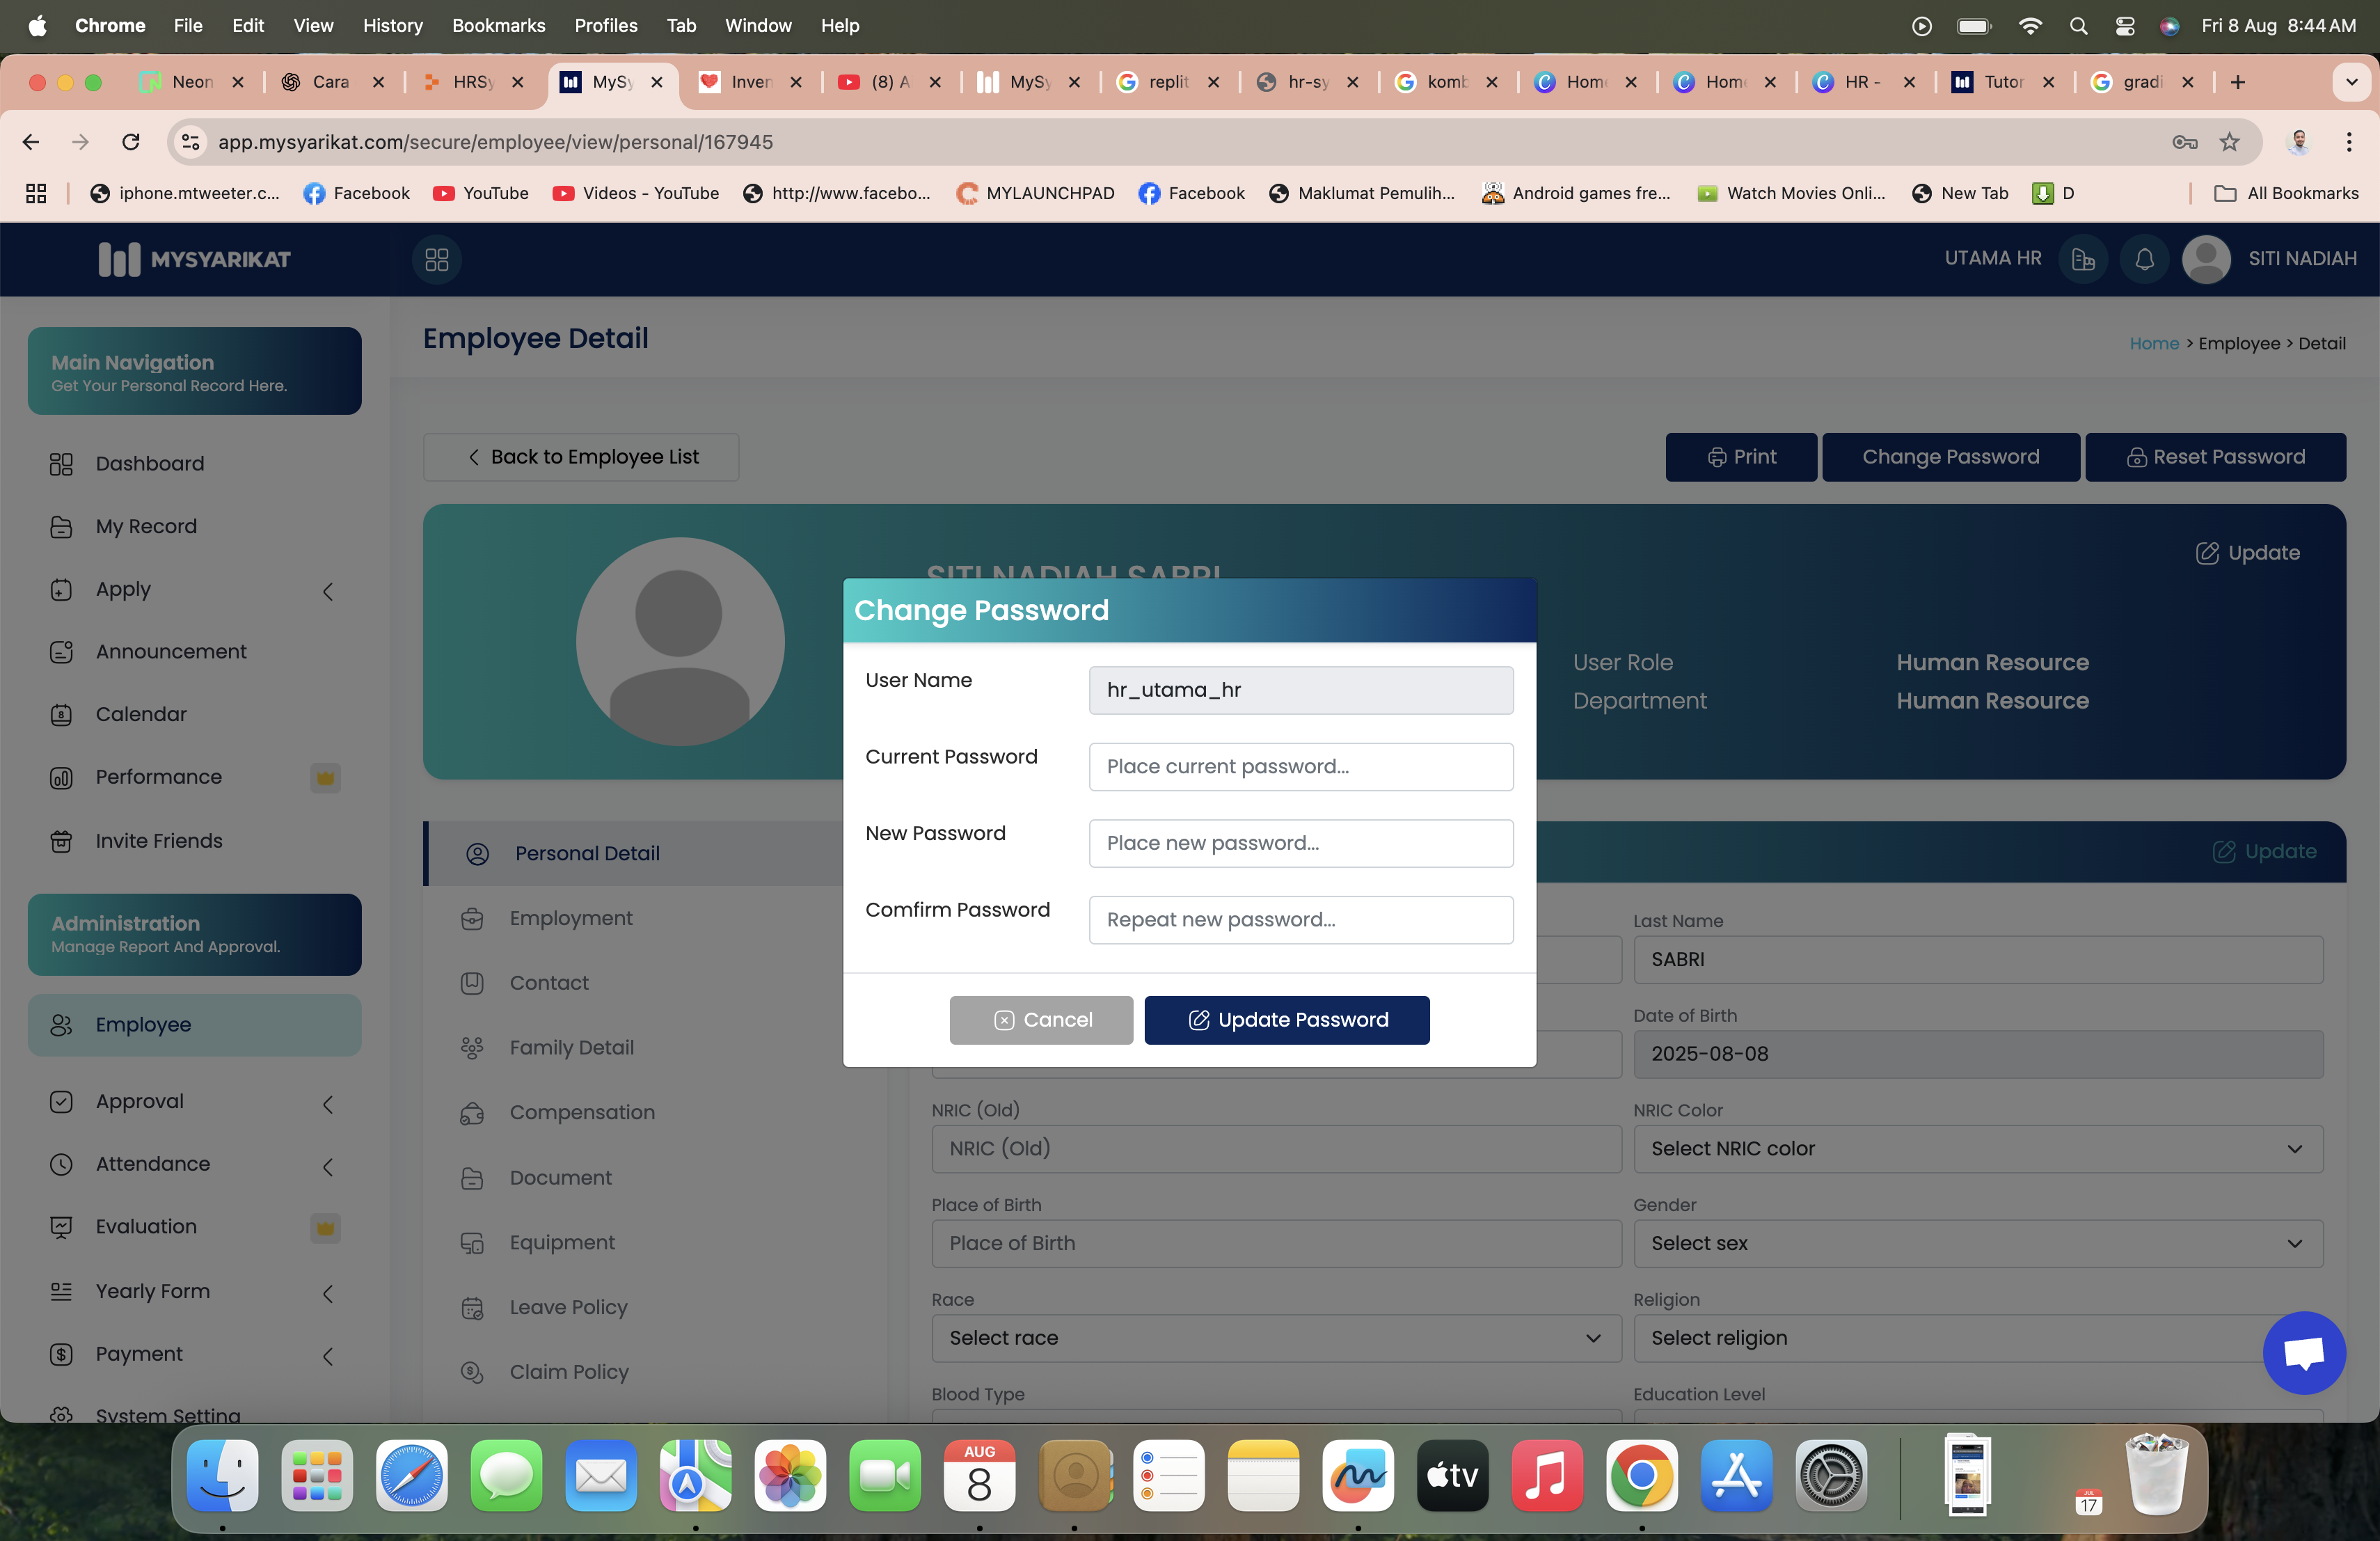 Chrome File Edit View History Bookmarks Profiles Tab Window Help Fri 8 Aug 8:44 AM
Neon Cara HRSy MySy Inven (8) A MySy replit hr-sy komb Home Home HR - Tutor gradi
app.mysyarikat.com/secure/employee/view/personal/167945
iphone.mtweeter.c... Facebook YouTube Videos - YouTube http://www.facebo... MYLAUNCHPAD Facebook Maklumat Pemulih... Android games fre... Watch Movies Onli... New Tab D All Bookmarks
MYSYARIKAT UTAMA HR SITI NADIAH
Main Navigation
Get Your Personal Record Here.
Dashboard
My Record
Apply
Announcement
Calendar
8
Performance
Invite Friends
Administration
Manage Report And Approval.
Employee
Approval
Attendance
Evaluation
Yearly Form
Payment
System Setting
Employee Detail
Home > Employee > Detail
Back to Employee List
Print Change Password Reset Password
SITI NADIAH SABRI
Update
User Role Human Resource
Department Human Resource
Personal Detail
Employment
Contact
Family Detail
Compensation
Document
Equipment
Leave Policy
Claim Policy
Change Password
User Name hr_utama_hr
Current Password Place current password...
New Password Place new password...
Comfirm Password Repeat new password...
Cancel Update Password
Update
Last Name
SABRI
Date of Birth
2025-08-08
NRIC (Old) NRIC Color
NRIC (Old) Select NRIC color
Place of Birth Gender
Place of Birth Select sex
Race Religion
Select race Select religion
Blood Type Education Level
AUG
8
tv
JUL
17